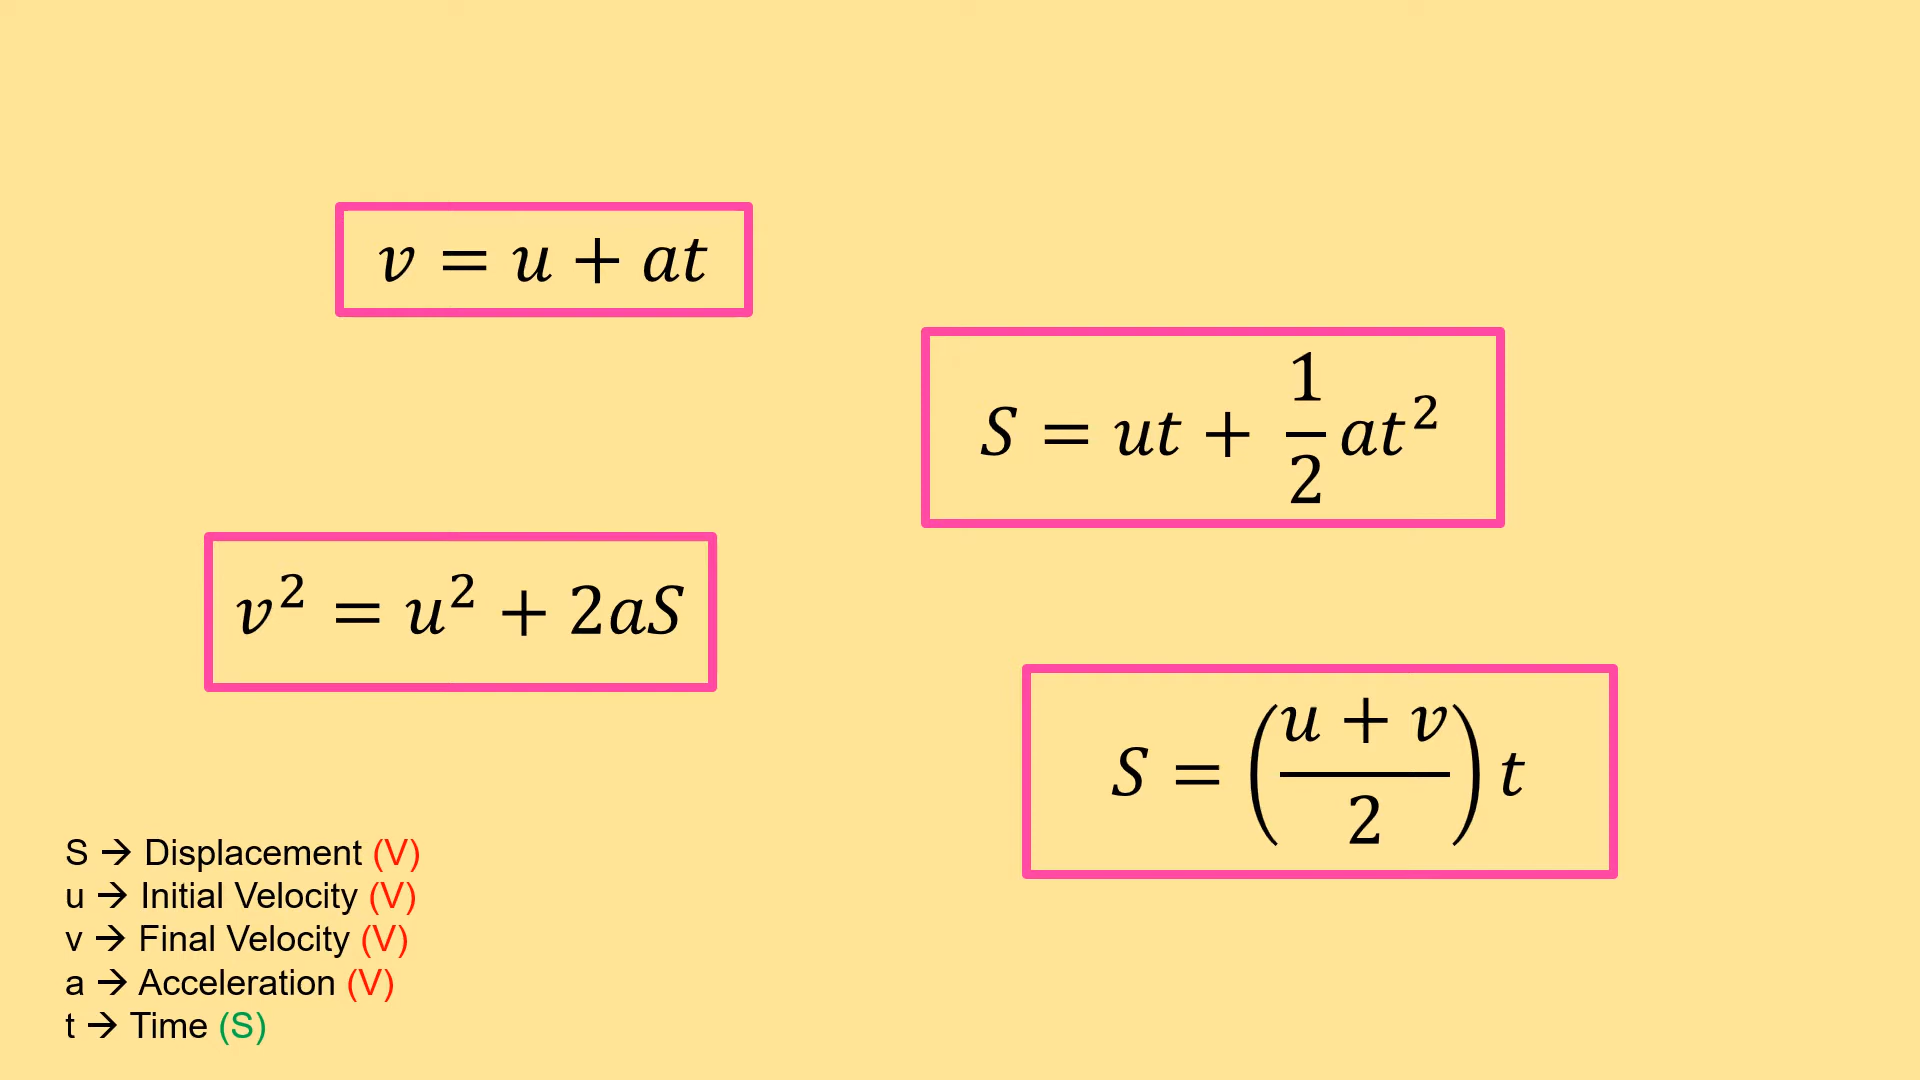 v = u + at
S = ut + 1/2 at²
v² = u² + 2aS
S = ((u + v)/2) t
S → Displacement (V)
u → Initial Velocity (V)
v → Final Velocity (V)
a → Acceleration (V)
t → Time (S)